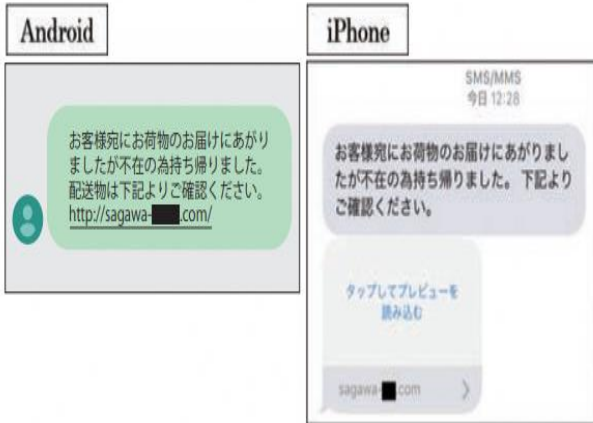 Android
お客様宛にお荷物のお届けにあがり
ましたが不在の為持ち帰りました。
配送物は下記よりご確認ください。
http://sagawa-.com/
iPhone
SMS/MMS
今日 12:28
お客様宛にお荷物のお届けにあがりまし
たが不在の為持ち帰りました。下記より
ご確認ください。
タップしてプレビューを
読み込む
sagawa-.com